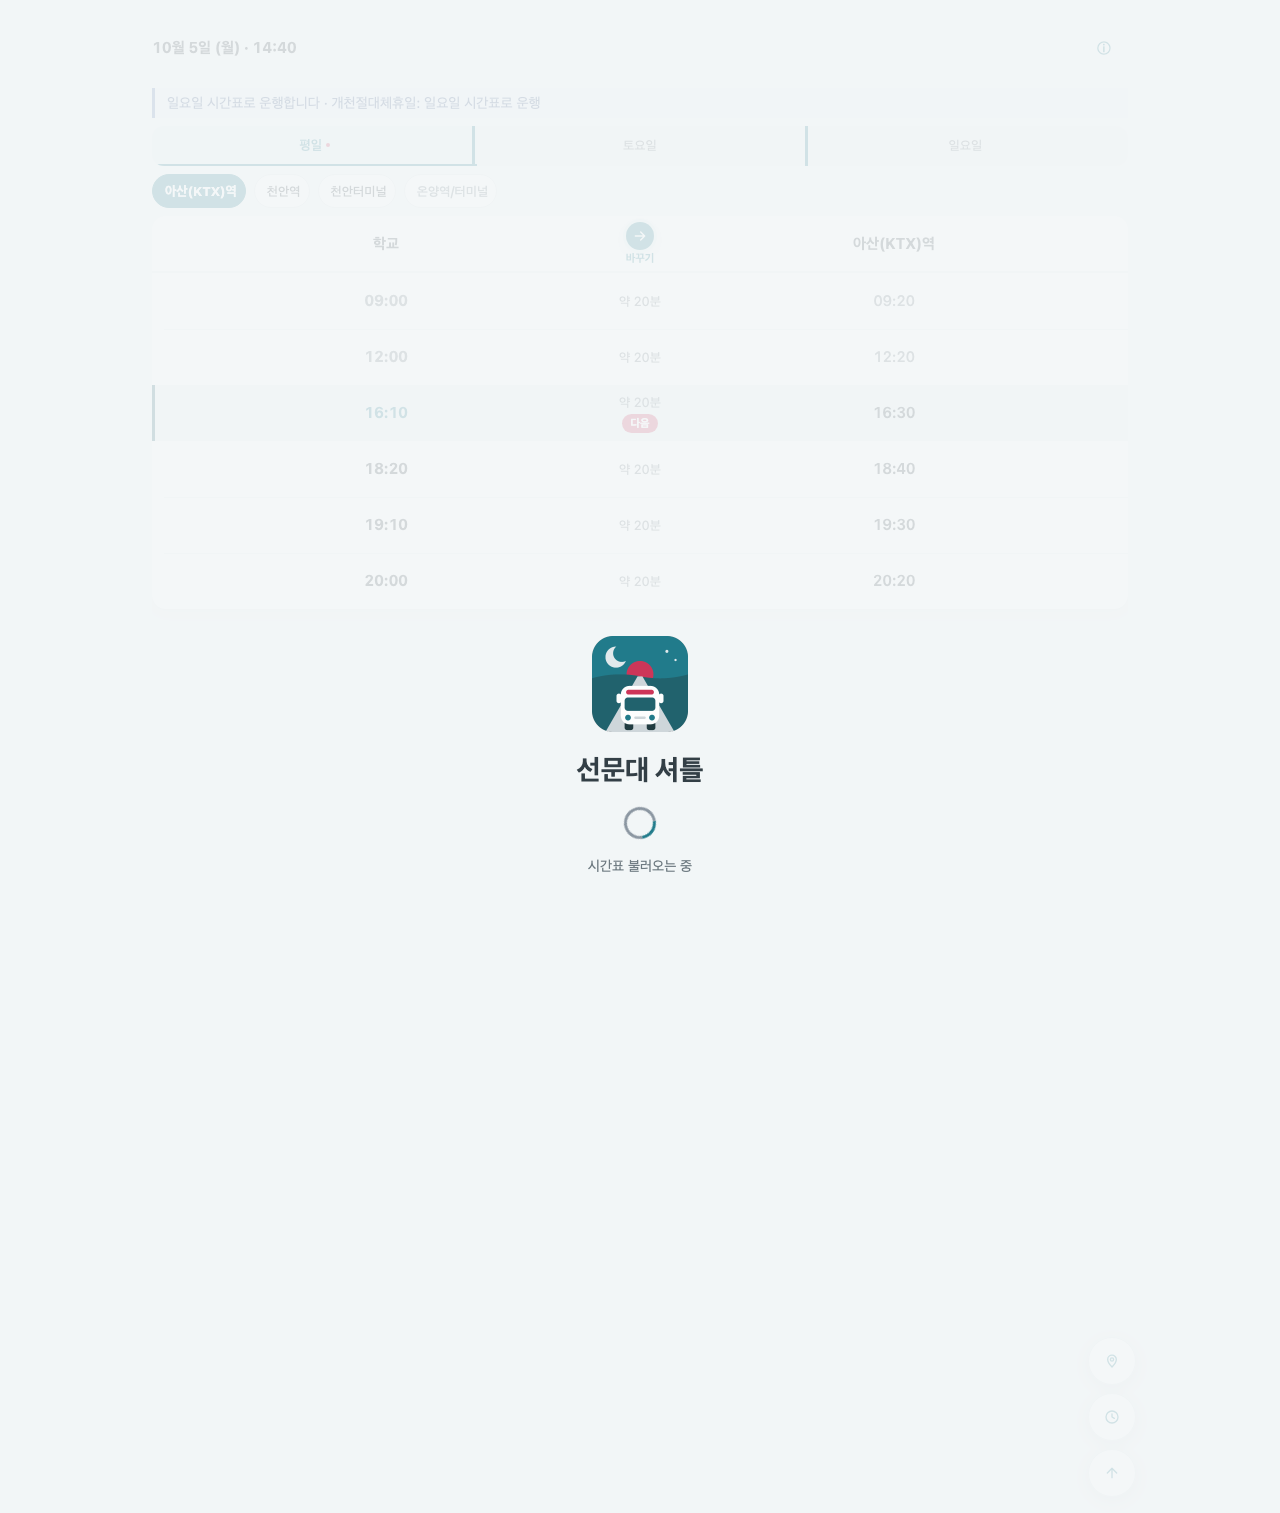 10월 5일 (월) · 14:40
일요일 시간표로 운행합니다 · 개천절대체휴일: 일요일 시간표로 운행
평일 토요일 일요일
아산(KTX)역 천안역 천안터미널 온양역/터미널
학교 바꾸기 아산(KTX)역
09:00 약 20분 09:20
12:00 약 20분 12:20
16:10 약 20분 다음 16:30
18:20 약 20분 18:40
19:10 약 20분 19:30
20:00 약 20분 20:20
선문대 셔틀
시간표 불러오는 중